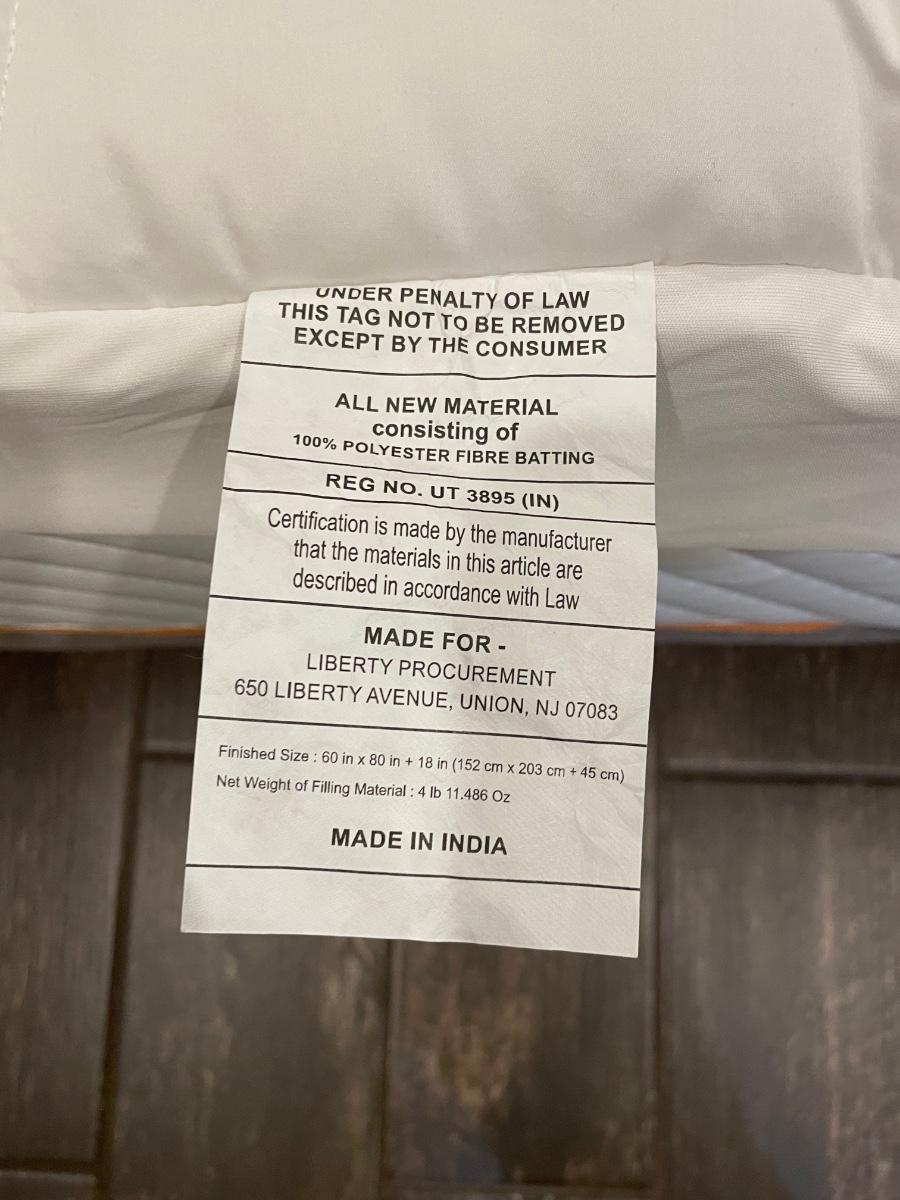 UNDER PENALTY OF LAW
THIS TAG NOT TO BE REMOVED
EXCEPT BY THE CONSUMER
ALL NEW MATERIAL
consisting of
100% POLYESTER FIBRE BATTING
REG NO. UT 3895 (IN)
Certification is made by the manufacturer
that the materials in this article are
described in accordance with Law
MADE FOR -
LIBERTY PROCUREMENT
650 LIBERTY AVENUE, UNION, NJ 07083
Finished Size : 60 in x 80 in + 18 in (152 cm x 203 cm + 45 cm)
Net Weight of Filling Material : 4 lb 11.486 Oz
MADE IN INDIA